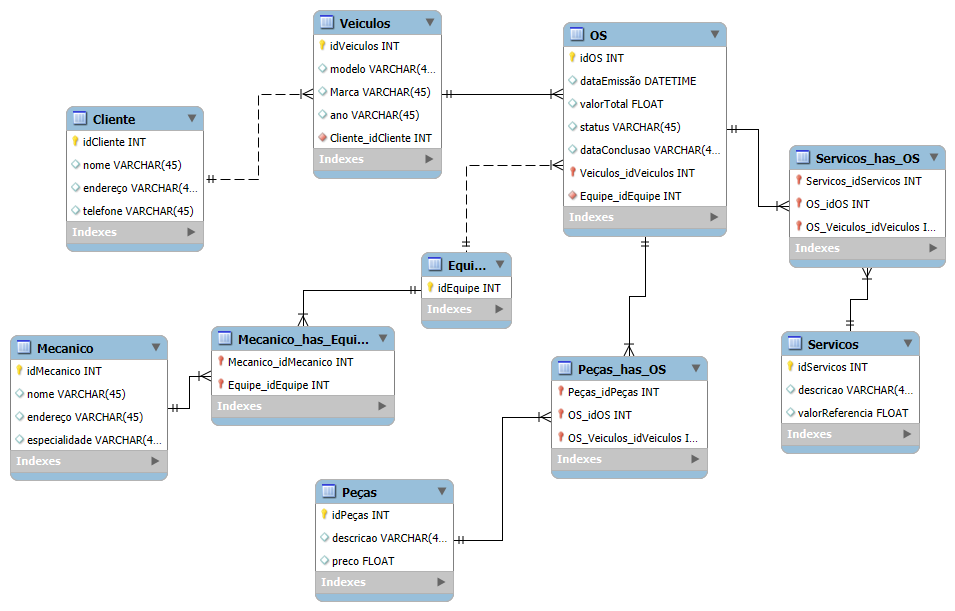 Veiculos
idVeiculos INT
modelo VARCHAR(4...
Marca VARCHAR(45)
ano VARCHAR(45)
Cliente_idCliente INT
Indexes
OS
idOS INT
dataEmissão DATETIME
valorTotal FLOAT
status VARCHAR(45)
dataConclusao VARCHAR(4...
Veiculos_idVeiculos INT
Equipe_idEquipe INT
Indexes
Cliente
idCliente INT
nome VARCHAR(45)
endereço VARCHAR(4...
telefone VARCHAR(45)
Indexes
Servicos_has_OS
Servicos_idServicos INT
OS_idOS INT
OS_Veiculos_idVeiculos I...
Indexes
Equi...
idEquipe INT
Indexes
Mecanico_has_Equi...
Mecanico_idMecanico INT
Equipe_idEquipe INT
Indexes
Mecanico
idMecanico INT
nome VARCHAR(45)
endereço VARCHAR(45)
especialidade VARCHAR(4...
Indexes
Servicos
idServicos INT
descricao VARCHAR(4...
valorReferencia FLOAT
Indexes
Peças_has_OS
Peças_idPeças INT
OS_idOS INT
OS_Veiculos_idVeiculos I...
Indexes
Peças
idPeças INT
descricao VARCHAR(4...
preco FLOAT
Indexes